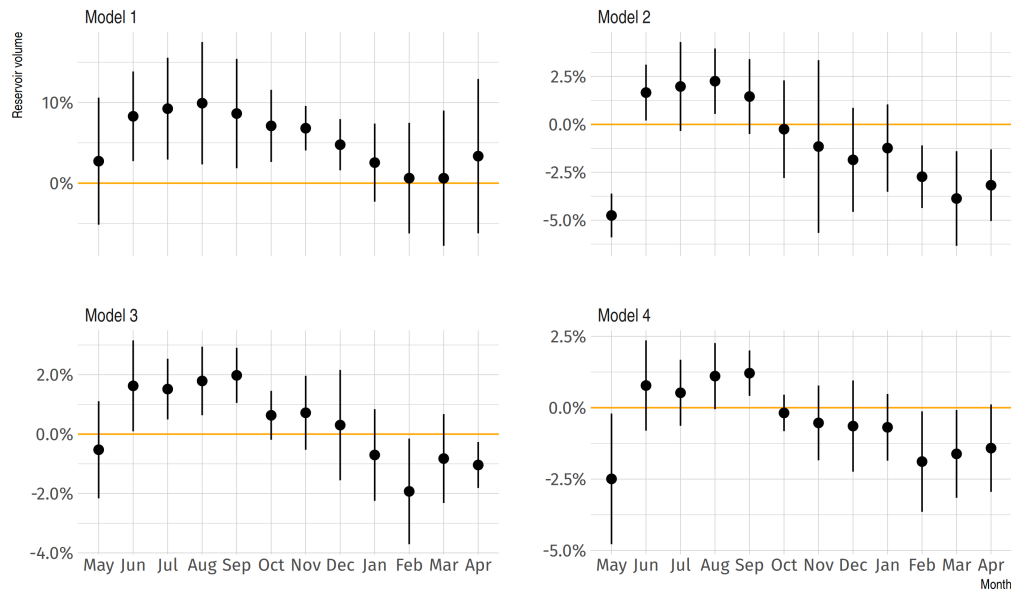 Model 1
Model 2
Reservoir volume
10%
0%
2.5%
0.0%
-2.5%
-5.0%
Model 3
Model 4
2.0%
0.0%
-2.0%
-4.0%
2.5%
0.0%
-2.5%
-5.0%
May Jun Jul Aug Sep Oct Nov Dec Jan Feb Mar Apr
May Jun Jul Aug Sep Oct Nov Dec Jan Feb Mar Apr
Month